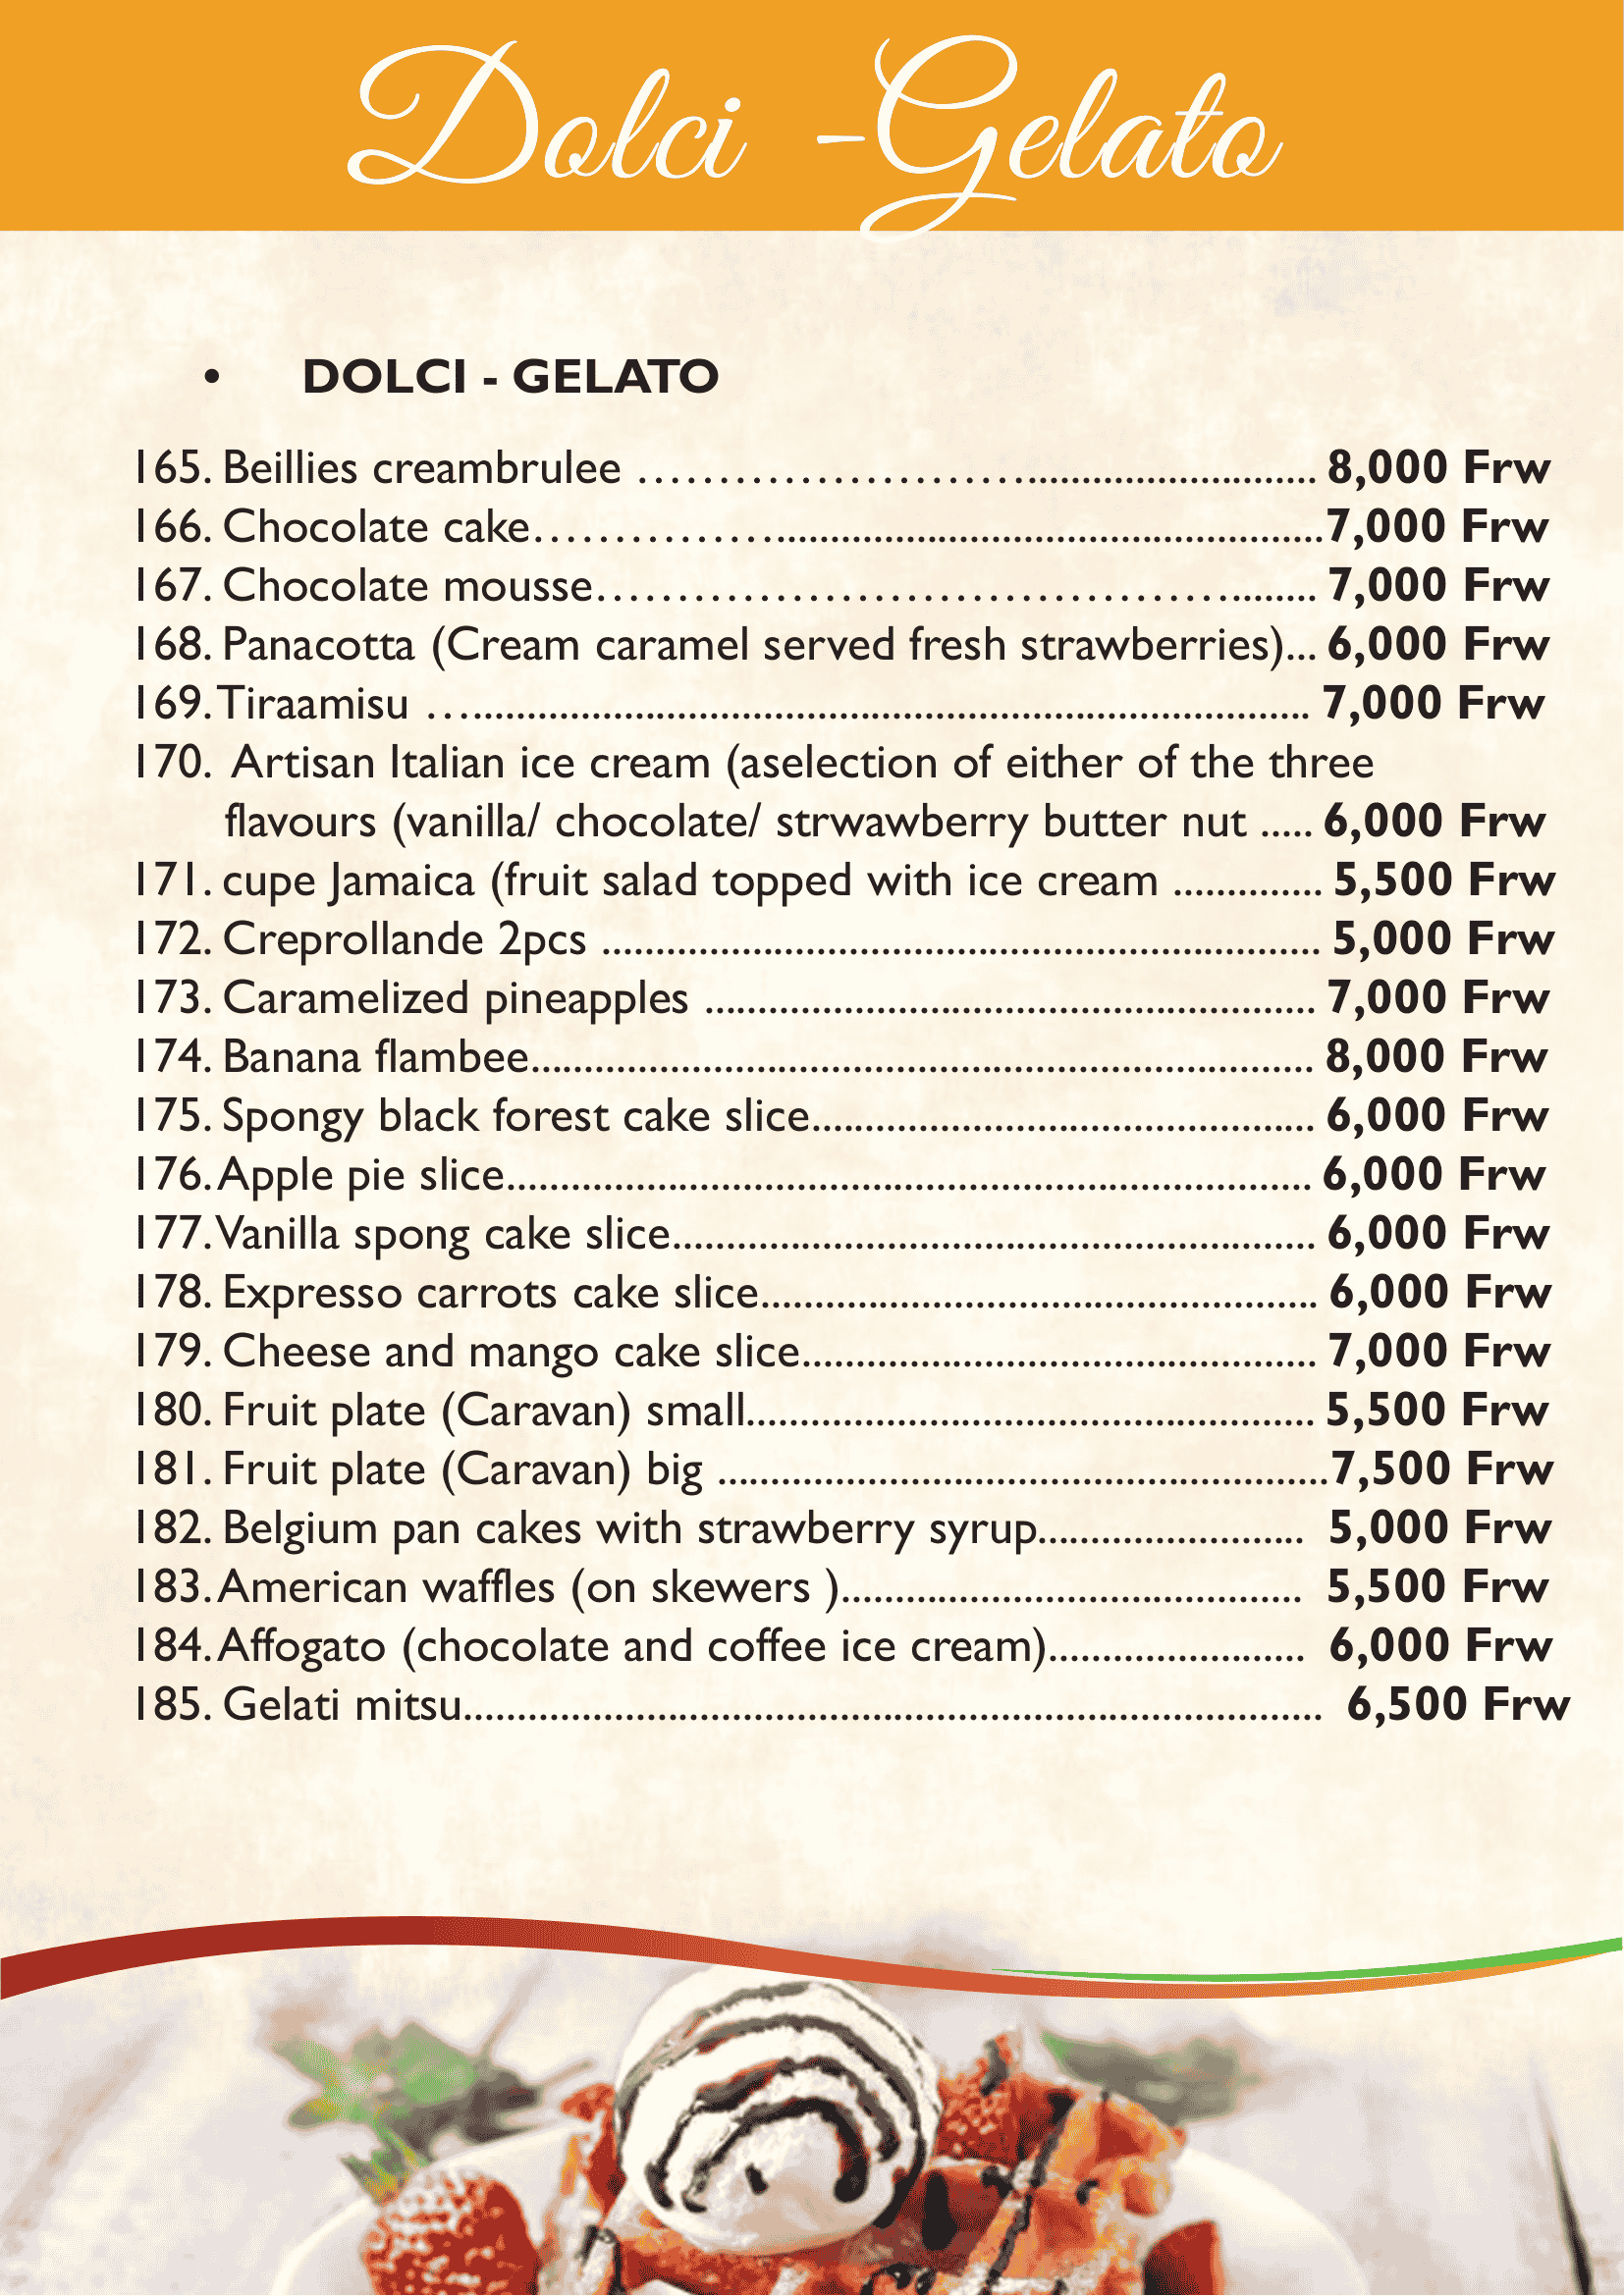 Dolci -Gelato
• DOLCI - GELATO
165. Beillies creambrulee ……………………........................... 8,000 Frw
166. Chocolate cake……………...................................................7,000 Frw
167. Chocolate mousse…………………………………........ 7,000 Frw
168. Panacotta (Cream caramel served fresh strawberries)... 6,000 Frw
169. Tiraamisu …............................................................................... 7,000 Frw
170. Artisan Italian ice cream (aselection of either of the three
flavours (vanilla/ chocolate/ strwawberry butter nut ..... 6,000 Frw
171. cupe Jamaica (fruit salad topped with ice cream .............. 5,500 Frw
172. Creprollande 2pcs ................................................................... 5,000 Frw
173. Caramelized pineapples ......................................................... 7,000 Frw
174. Banana flambee......................................................................... 8,000 Frw
175. Spongy black forest cake slice............................................... 6,000 Frw
176. Apple pie slice........................................................................... 6,000 Frw
177. Vanilla spong cake slice............................................................ 6,000 Frw
178. Expresso carrots cake slice.................................................... 6,000 Frw
179. Cheese and mango cake slice................................................ 7,000 Frw
180. Fruit plate (Caravan) small..................................................... 5,500 Frw
181. Fruit plate (Caravan) big .........................................................7,500 Frw
182. Belgium pan cakes with strawberry syrup......................... 5,000 Frw
183. American waffles (on skewers )........................................... 5,500 Frw
184. Affogato (chocolate and coffee ice cream)........................ 6,000 Frw
185. Gelati mitsu................................................................................ 6,500 Frw